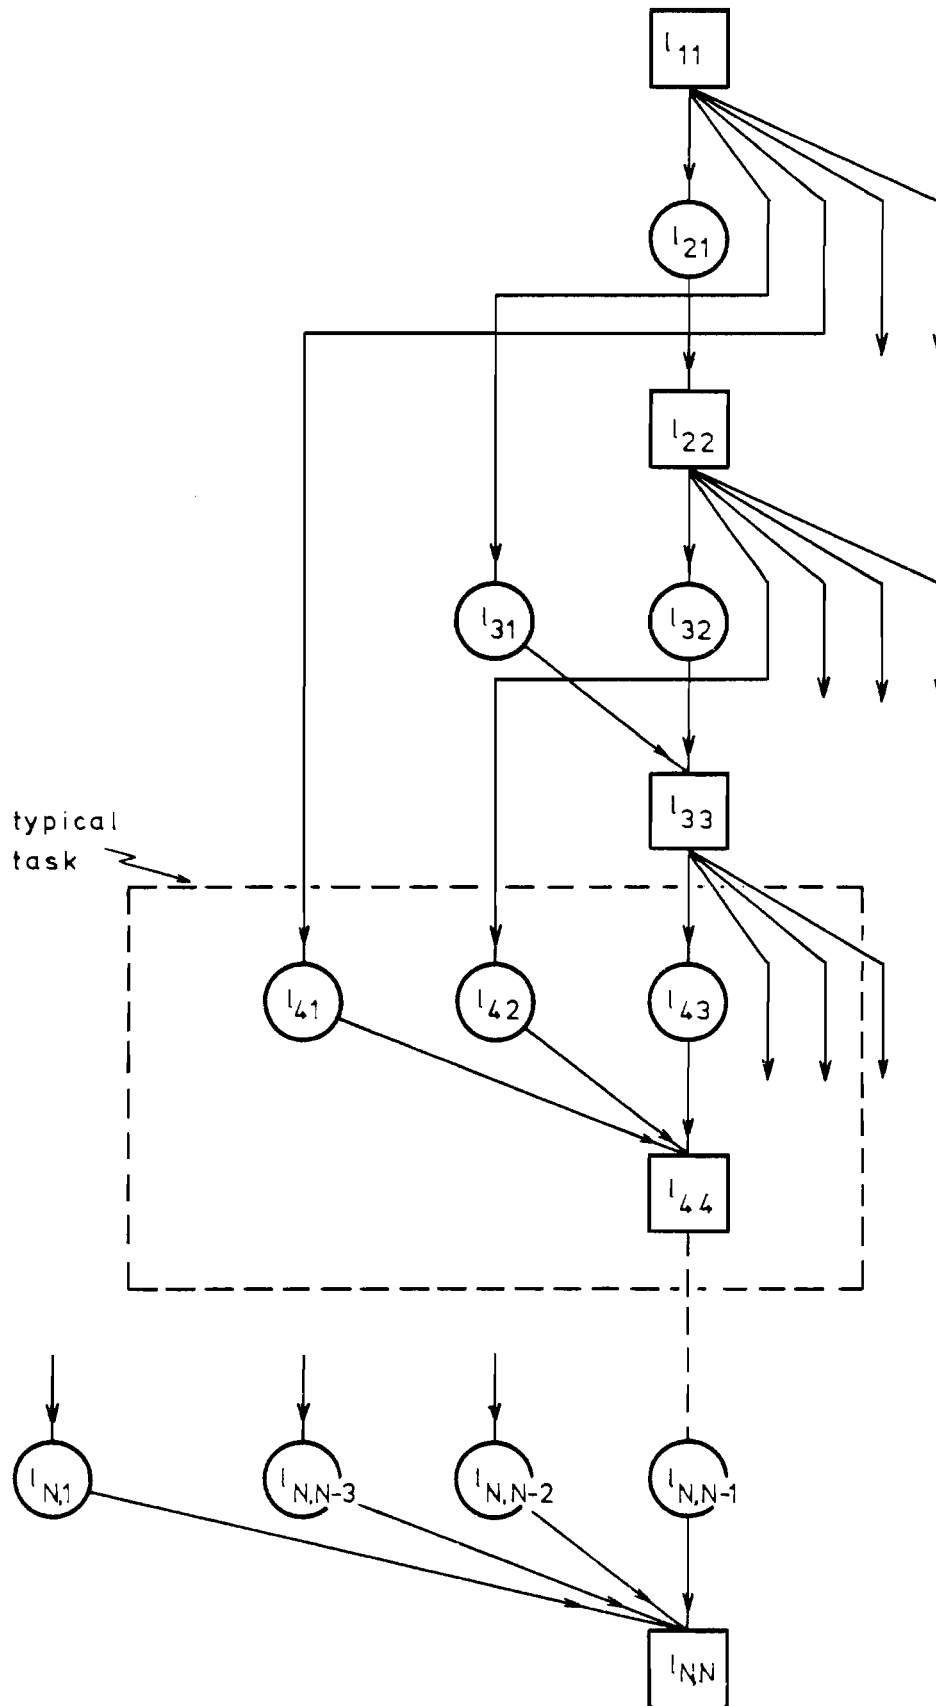 l11
l21
l22
l31 l32
l33
typical
task
l41 l42 l43
l44
lN,1 lN,N-3 lN,N-2 lN,N-1
lN,N